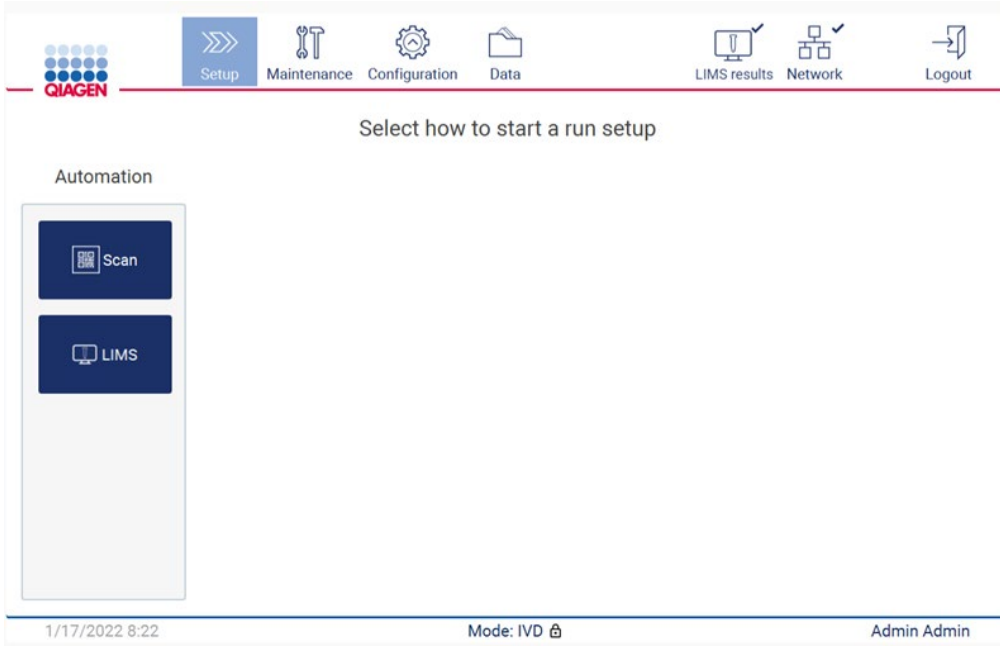 QIAGEN
Setup
Maintenance
Configuration
Data
LIMS results
Network
Logout
Select how to start a run setup
Automation
Scan
LIMS
1/17/2022 8:22
Mode: IVD
Admin Admin